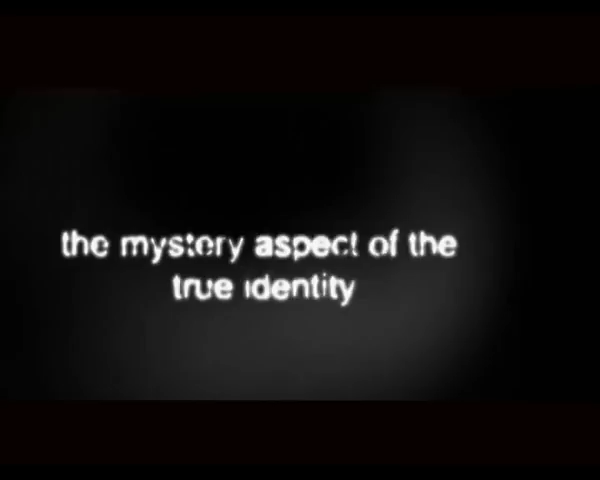 the mystery aspect of the
true identity